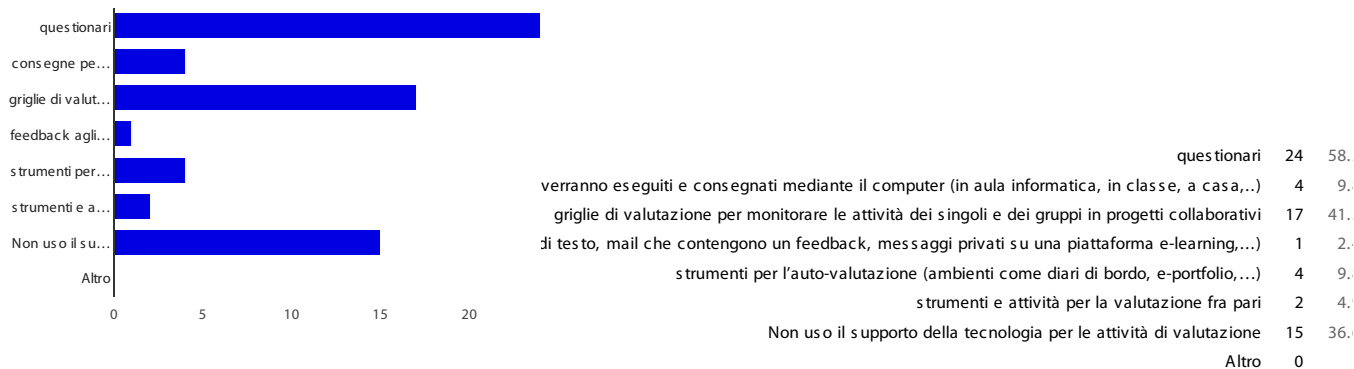 questionari
consegne pe...
griglie di valut...
feedback agli...
strumenti per...
strumenti e a...
Non uso il su...
Altro
0 5 10 15 20
questionari 24 58.
verranno eseguiti e consegnati mediante il computer (in aula informatica, in classe, a casa,..) 4 9.
griglie di valutazione per monitorare le attività dei singoli e dei gruppi in progetti collaborativi 17 41.
di testo, mail che contengono un feedback, messaggi privati su una piattaforma e-learning,...) 1 2.
strumenti per l'auto-valutazione (ambienti come diari di bordo, e-portfolio,...) 4 9.
strumenti e attività per la valutazione fra pari 2 4.
Non uso il supporto della tecnologia per le attività di valutazione 15 36.
Altro 0